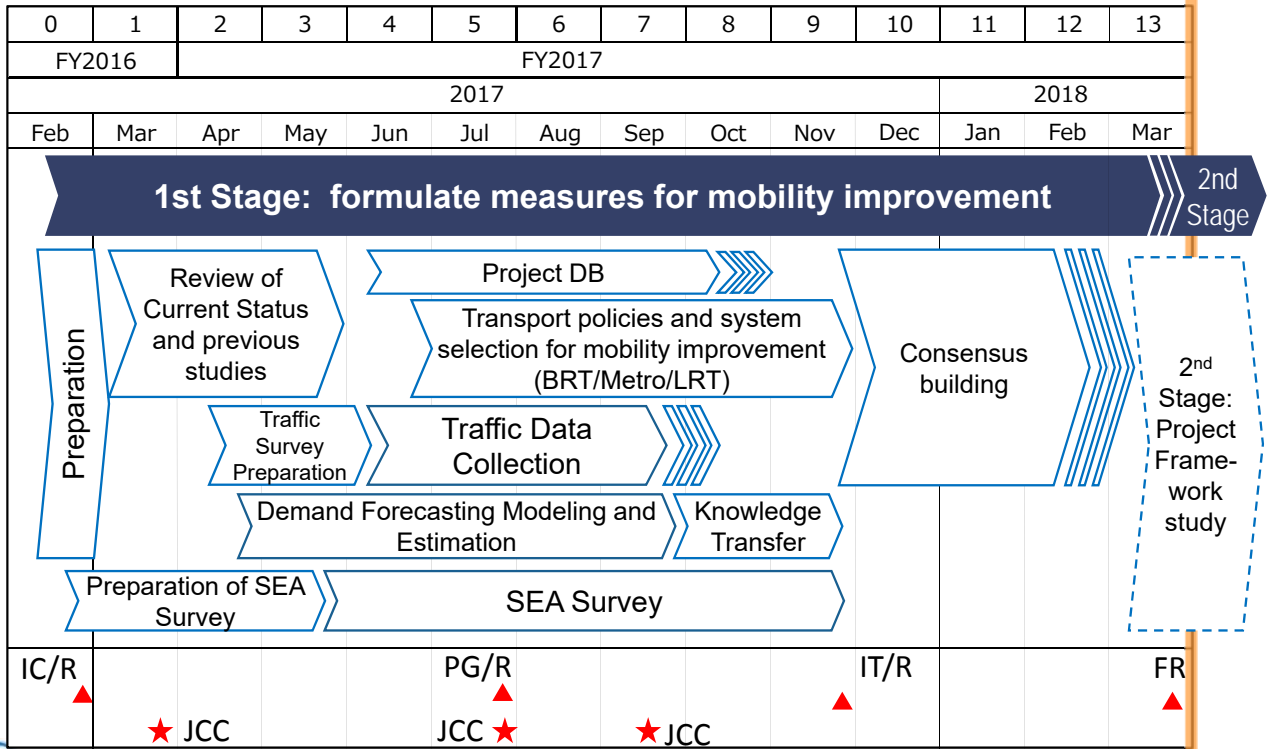 0 1 2 3 4 5 6 7 8 9 10 11 12 13
FY2016 FY2017
2017 2018
Feb Mar Apr May Jun Jul Aug Sep Oct Nov Dec Jan Feb Mar
1st Stage: formulate measures for mobility improvement
2nd
Stage
Preparation
Review of
Current Status
and previous
studies
Project DB
Transport policies and system
selection for mobility improvement
(BRT/Metro/LRT)
Consensus
building
2nd
Stage:
Project
Frame-
work
study
Traffic
Survey
Preparation
Traffic Data
Collection
Demand Forecasting Modeling and
Estimation
Knowledge
Transfer
Preparation of SEA
Survey
SEA Survey
IC/R PG/R IT/R FR
JCC JCC JCC